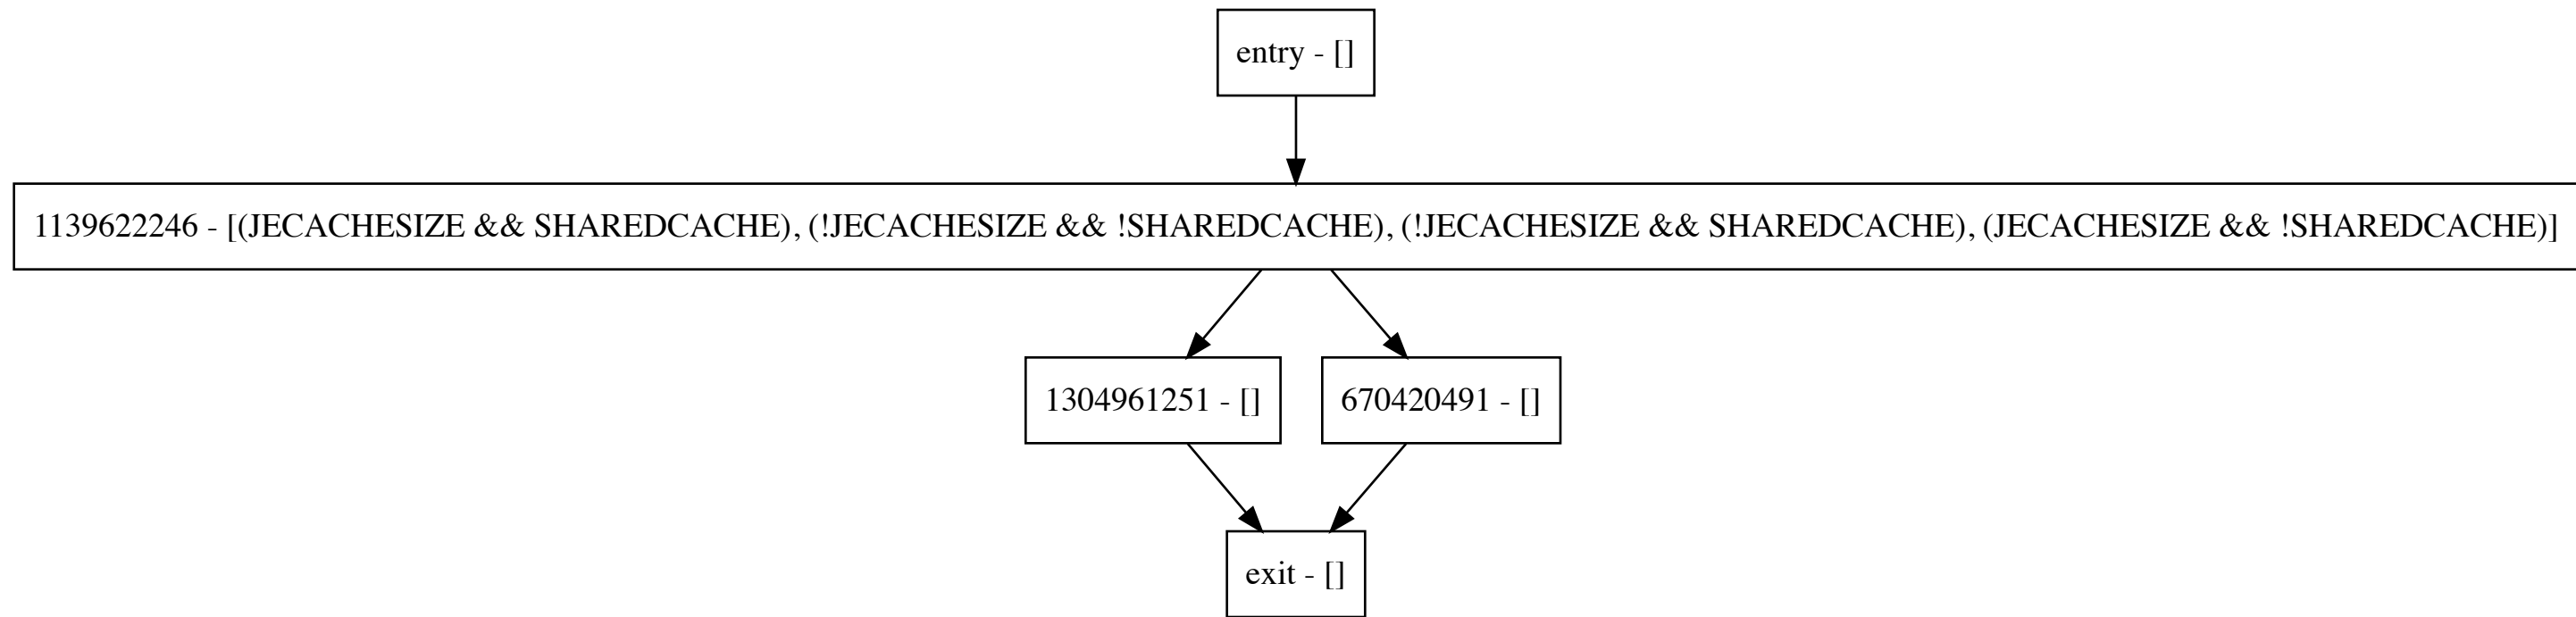 entry - []
1139622246 - [(JECACHESIZE && SHAREDCACHE), (!JECACHESIZE && !SHAREDCACHE), (!JECACHESIZE && SHAREDCACHE), (JECACHESIZE && !SHAREDCACHE)]
1304961251 - []
670420491 - []
exit - []